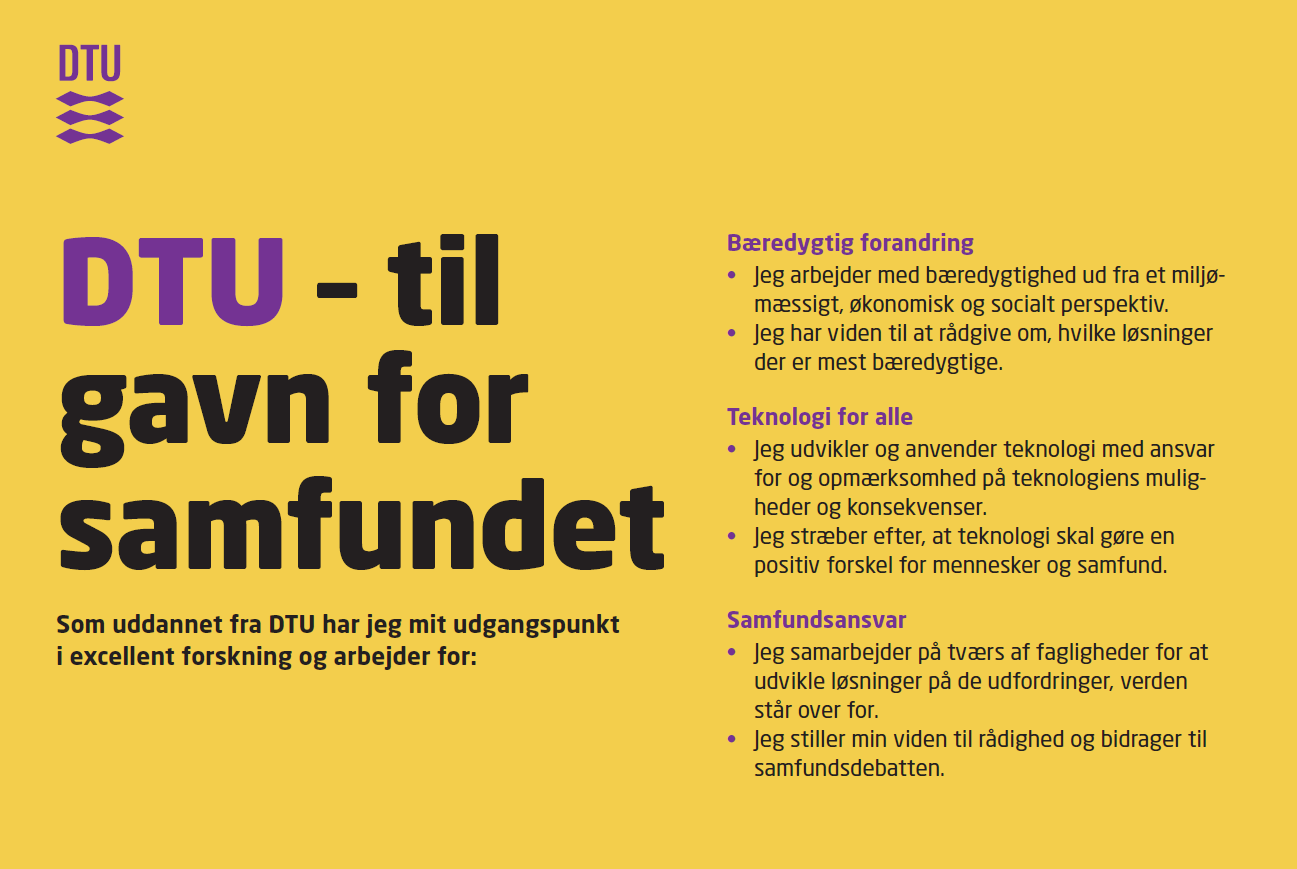 DTU
DTU – til
gavn for
samfundet
Som uddannet fra DTU har jeg mit udgangspunkt
i excellent forskning og arbejder for:
Bæredygtig forandring
• Jeg arbejder med bæredygtighed ud fra et miljø-
mæssigt, økonomisk og socialt perspektiv.
• Jeg har viden til at rådgive om, hvilke løsninger
der er mest bæredygtige.
Teknologi for alle
• Jeg udvikler og anvender teknologi med ansvar
for og opmærksomhed på teknologiens mulig-
heder og konsekvenser.
• Jeg stræber efter, at teknologi skal gøre en
positiv forskel for mennesker og samfund.
Samfundsansvar
• Jeg samarbejder på tværs af fagligheder for at
udvikle løsninger på de udfordringer, verden
står over for.
• Jeg stiller min viden til rådighed og bidrager til
samfundsdebatten.